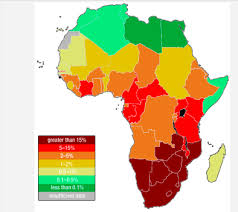 greater than 15%
5–15%
2–5%
1–2%
0.5–1%
0.1–0.5%
less than 0.1%
insufficient data